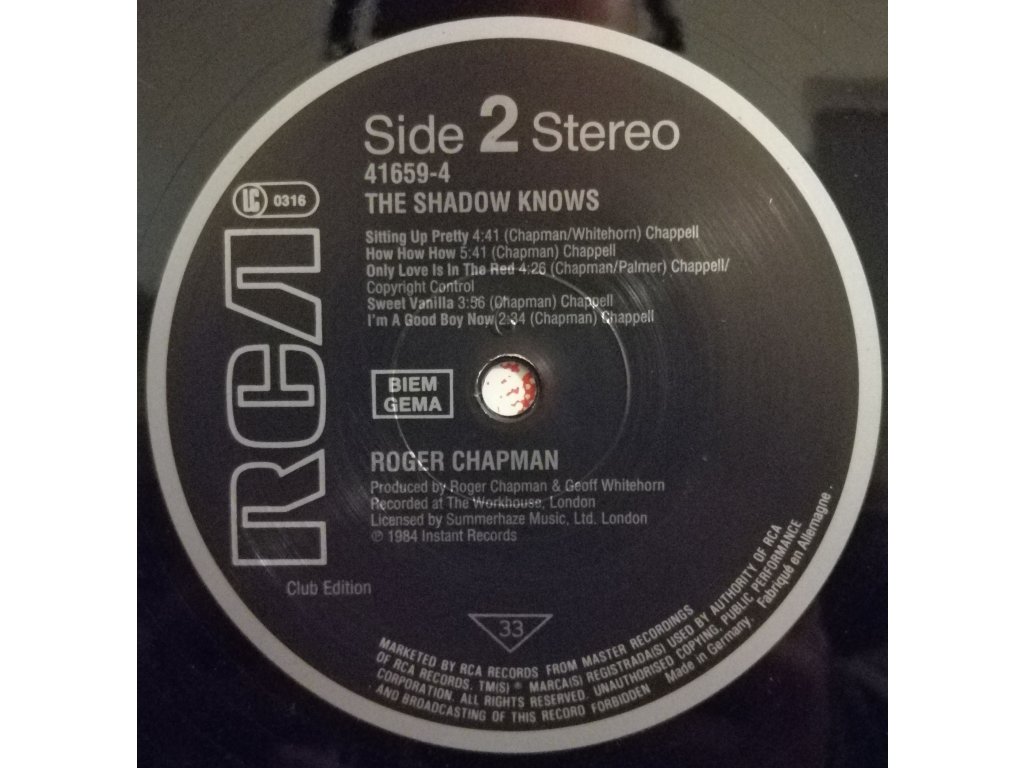 Side 2 Stereo
41659-4
THE SHADOW KNOWS
LC 0316
Sitting Up Pretty 4:41 (Chapman/Whitehorn) Chappell
How How How 5:41 (Chapman) Chappell
Only Love Is In The Red 4:26 (Chapman/Palmer) Chappell/
Copyright Control
Sweet Vanilla 3:56 (Chapman) Chappell
I'm A Good Boy Now 2:34 (Chapman) Chappell
RCA
BIEM
GEMA
ROGER CHAPMAN
Produced by Roger Chapman & Geoff Whitehorn
Recorded at The Workhouse, London
Licensed by Summerhaze Music, Ltd. London
℗ 1984 Instant Records
Club Edition
33
MARKETED BY RCA RECORDS FROM MASTER RECORDINGS
OF RCA RECORDS. TM(S) ® MARCA(S) REGISTRADA(S) USED BY AUTHORITY OF RCA
CORPORATION. ALL RIGHTS RESERVED. UNAUTHORISED COPYING, PUBLIC PERFORMANCE
AND BROADCASTING OF THIS RECORD FORBIDDEN Made in Germany. Fabriqué en Allemagne.